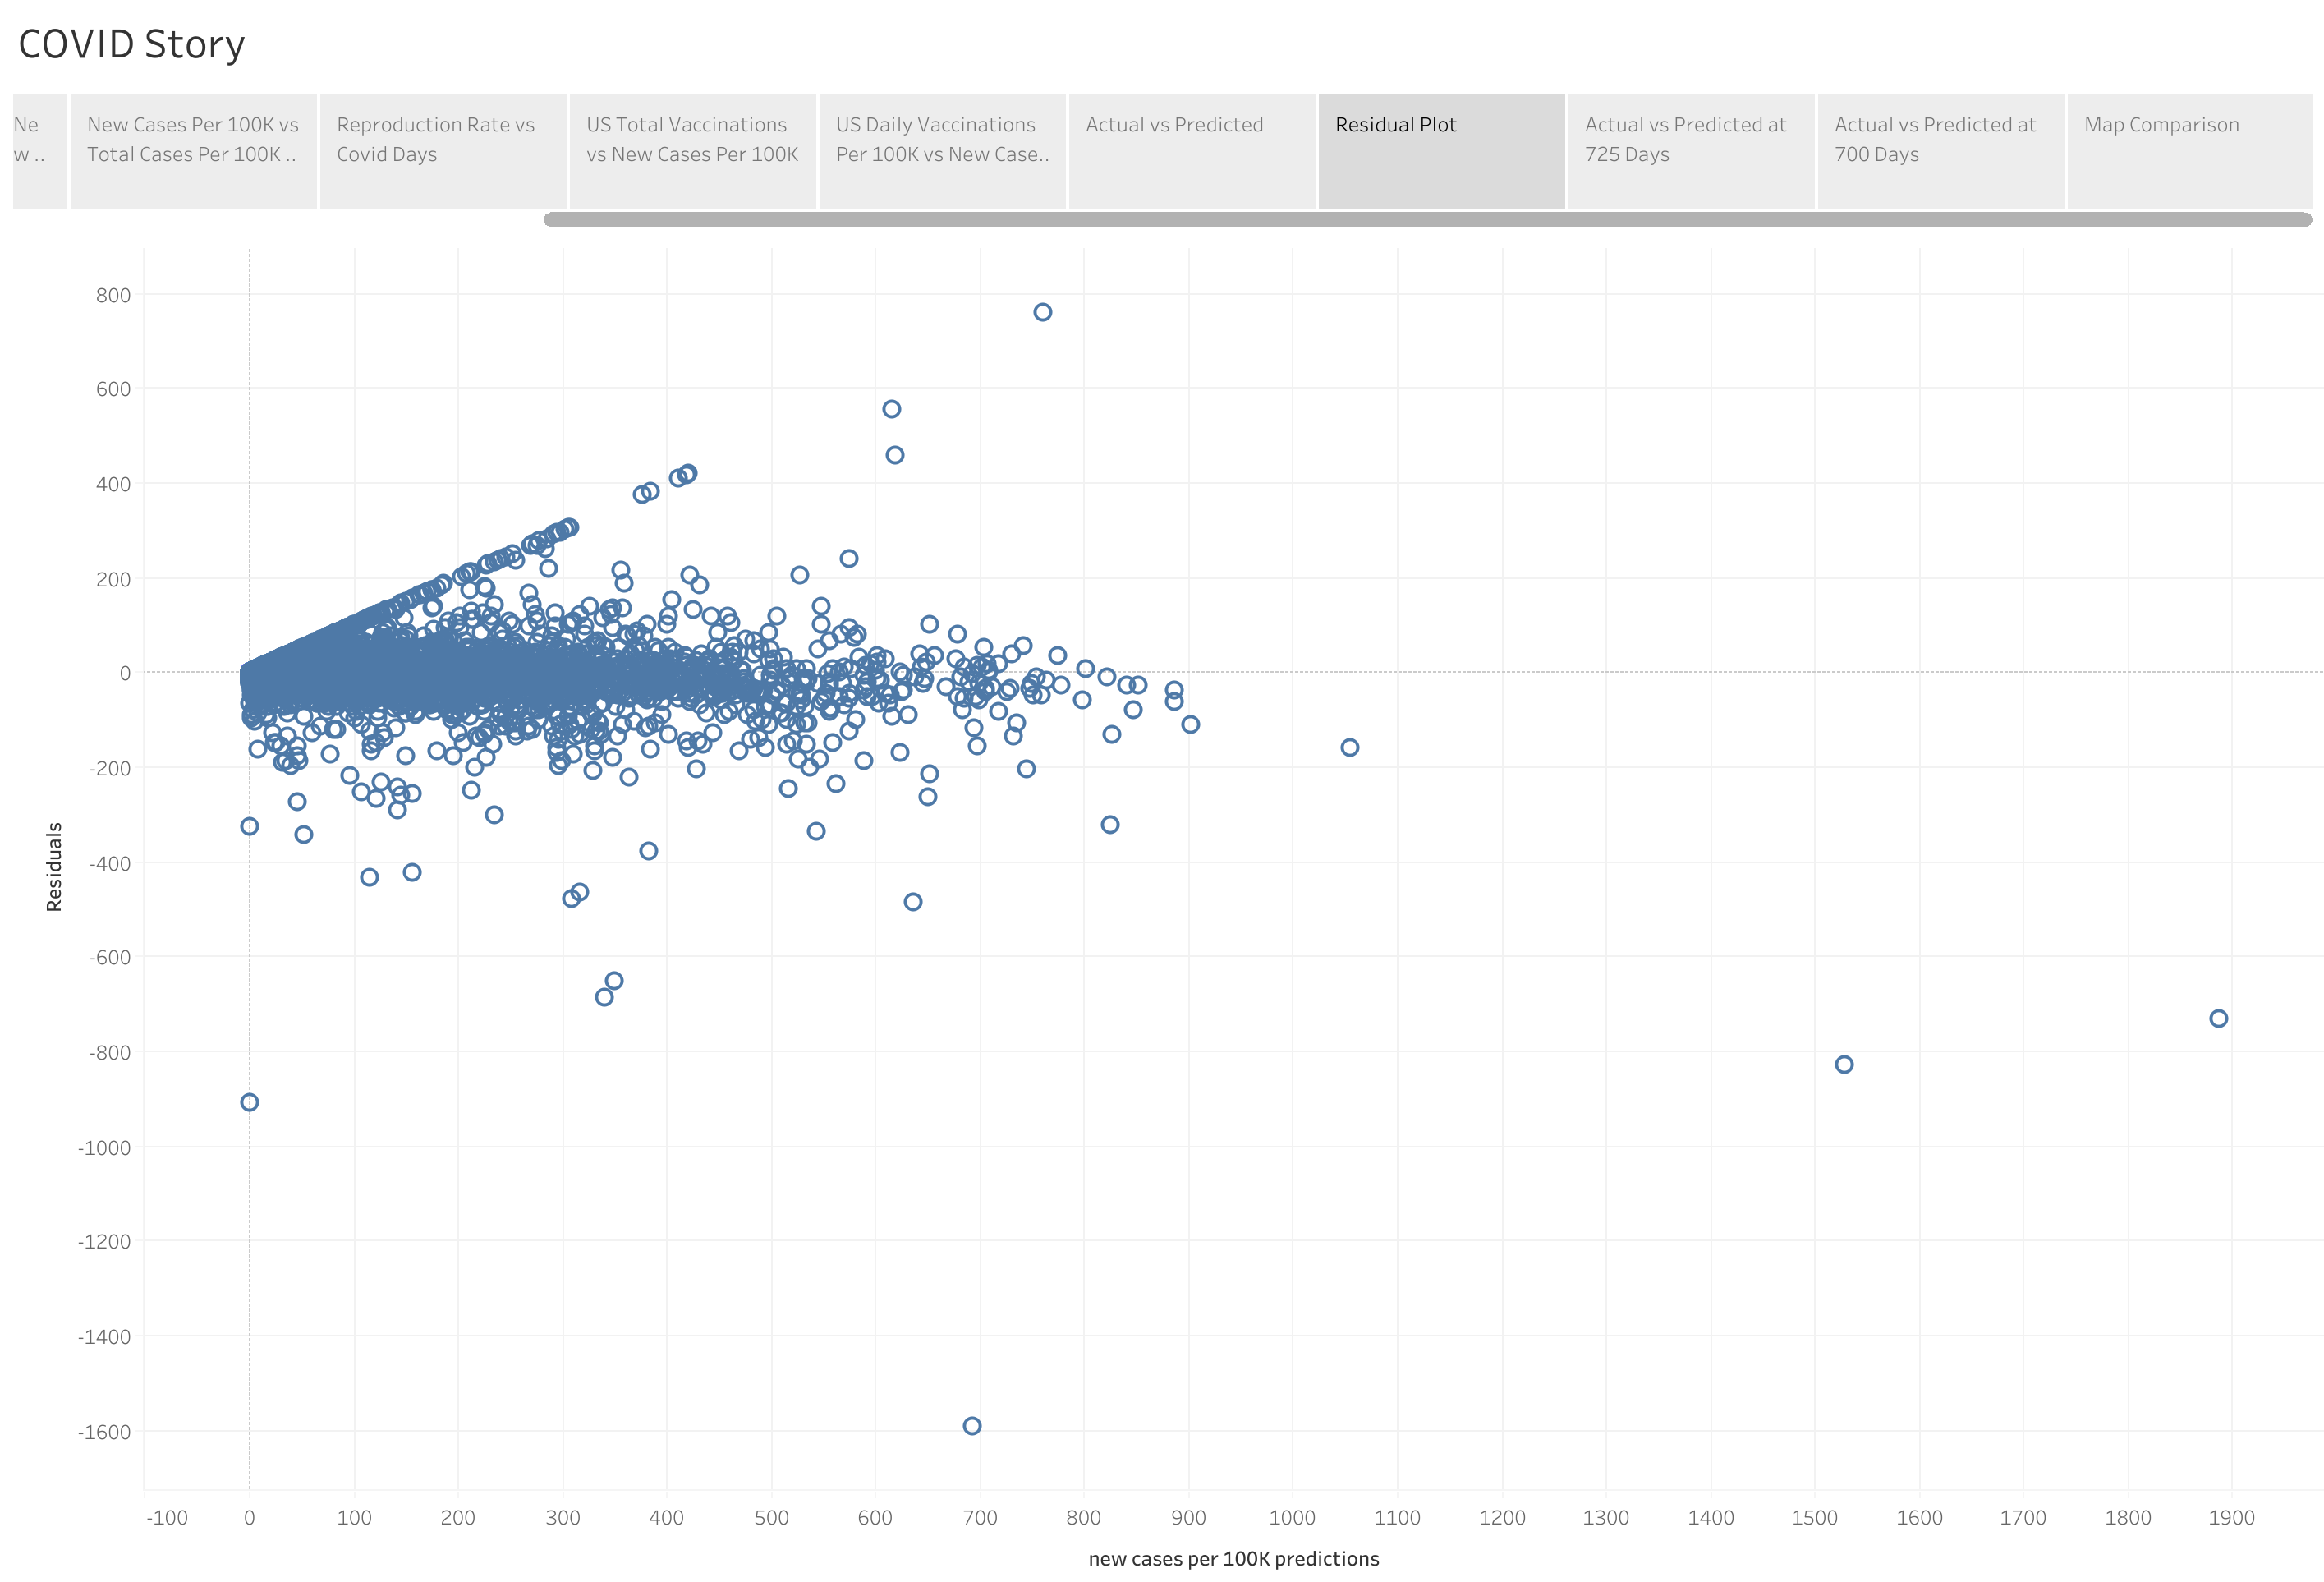 COVID Story
Ne
w ..
New Cases Per 100K vs
Total Cases Per 100K ..
Reproduction Rate vs
Covid Days
US Total Vaccinations
vs New Cases Per 100K
US Daily Vaccinations
Per 100K vs New Case..
Actual vs Predicted
Residual Plot
Actual vs Predicted at
725 Days
Actual vs Predicted at
700 Days
Map Comparison
800
600
400
200
0
-200
-400
-600
-800
-1000
-1200
-1400
-1600
Residuals
-100 0 100 200 300 400 500 600 700 800 900 1000 1100 1200 1300 1400 1500 1600 1700 1800 1900
new cases per 100K predictions